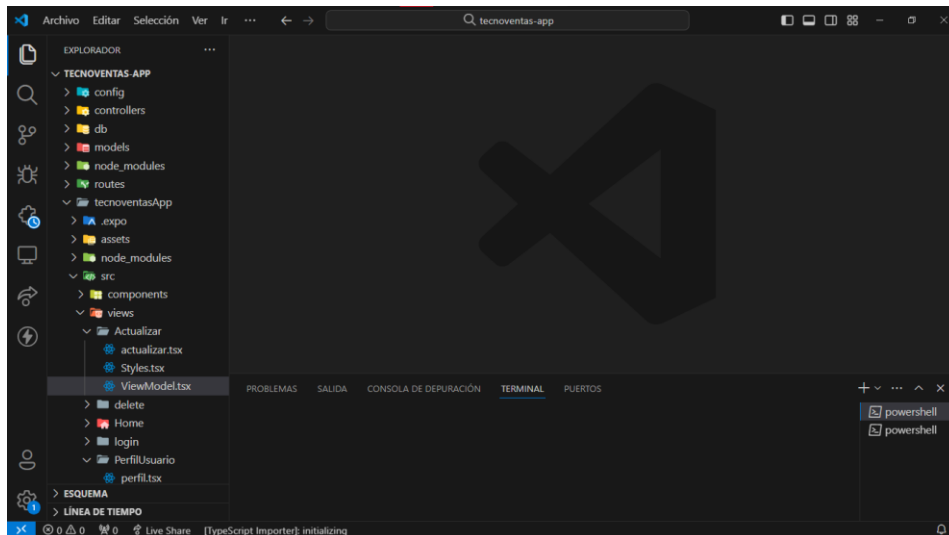 Archivo Editar Selección Ver Ir ··· tecnoventas-app
EXPLORADOR ···
TECNOVENTAS-APP
config
controllers
db
models
node_modules
routes
tecnoventasApp
.expo
assets
node_modules
src
components
views
Actualizar
actualizar.tsx
Styles.tsx
ViewModel.tsx
delete
Home
login
PerfilUsuario
perfil.tsx
ESQUEMA
LÍNEA DE TIEMPO
PROBLEMAS SALIDA CONSOLA DE DEPURACIÓN TERMINAL PUERTOS
powershell
powershell
1
0 0 0 Live Share [TypeScript Importer]: initializing